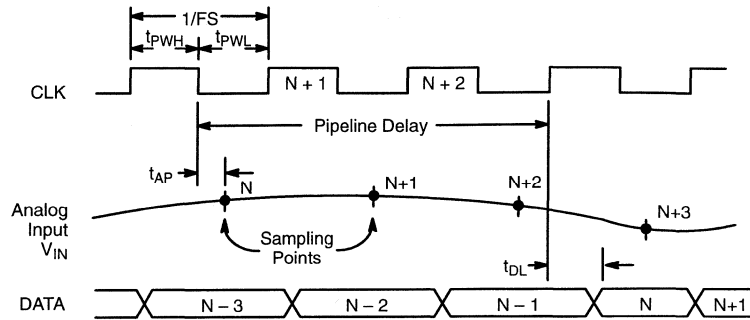 1/FS
tPWH tPWL
CLK N + 1 N + 2
Pipeline Delay
tAP
N N+1 N+2 N+3
Analog
Input
VIN
Sampling
Points
tDL
DATA N – 3 N – 2 N – 1 N N+1